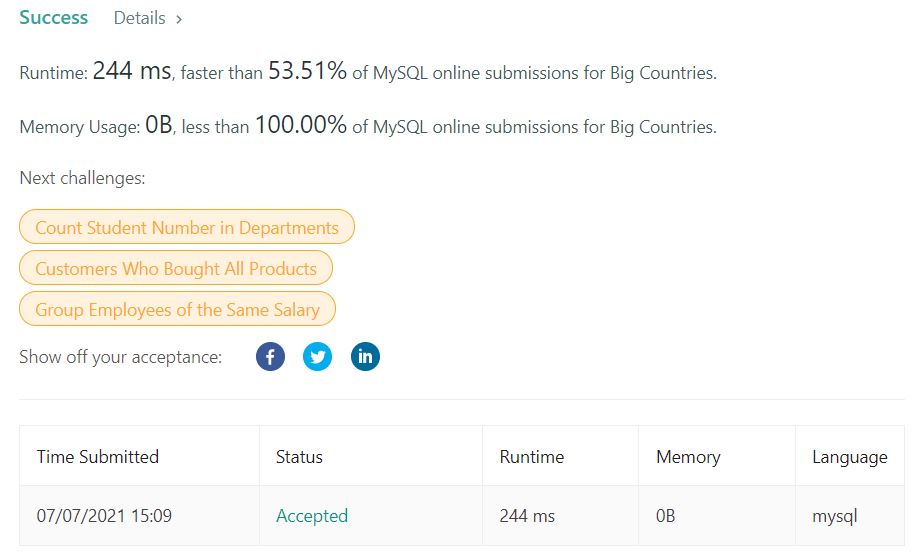 Success Details >
Runtime: 244 ms, faster than 53.51% of MySQL online submissions for Big Countries.
Memory Usage: 0B, less than 100.00% of MySQL online submissions for Big Countries.
Next challenges:
Count Student Number in Departments
Customers Who Bought All Products
Group Employees of the Same Salary
Show off your acceptance: f in
Time Submitted Status Runtime Memory Language
07/07/2021 15:09 Accepted 244 ms 0B mysql